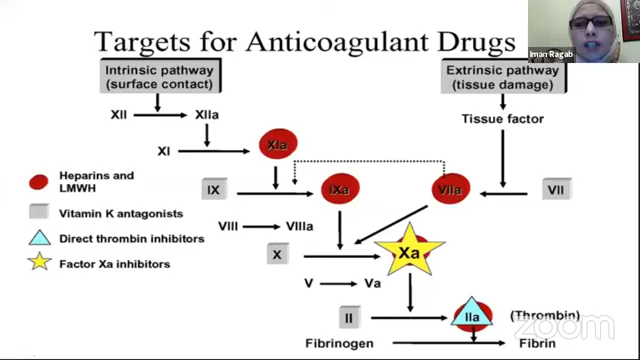 Targets for Anticoagulant Drugs
Iman Ragab
Intrinsic pathway
(surface contact)
Extrinsic pathway
(tissue damage)
XII
XIIa
Tissue factor
XI
XIa
Heparins and
LMWH
IX
IXa
VIIa
VII
Vitamin K antagonists
VIII
VIIIa
Direct thrombin inhibitors
X
Xa
Factor Xa inhibitors
V
Va
II
IIa
(Thrombin)
zoom
Fibrinogen
Fibrin